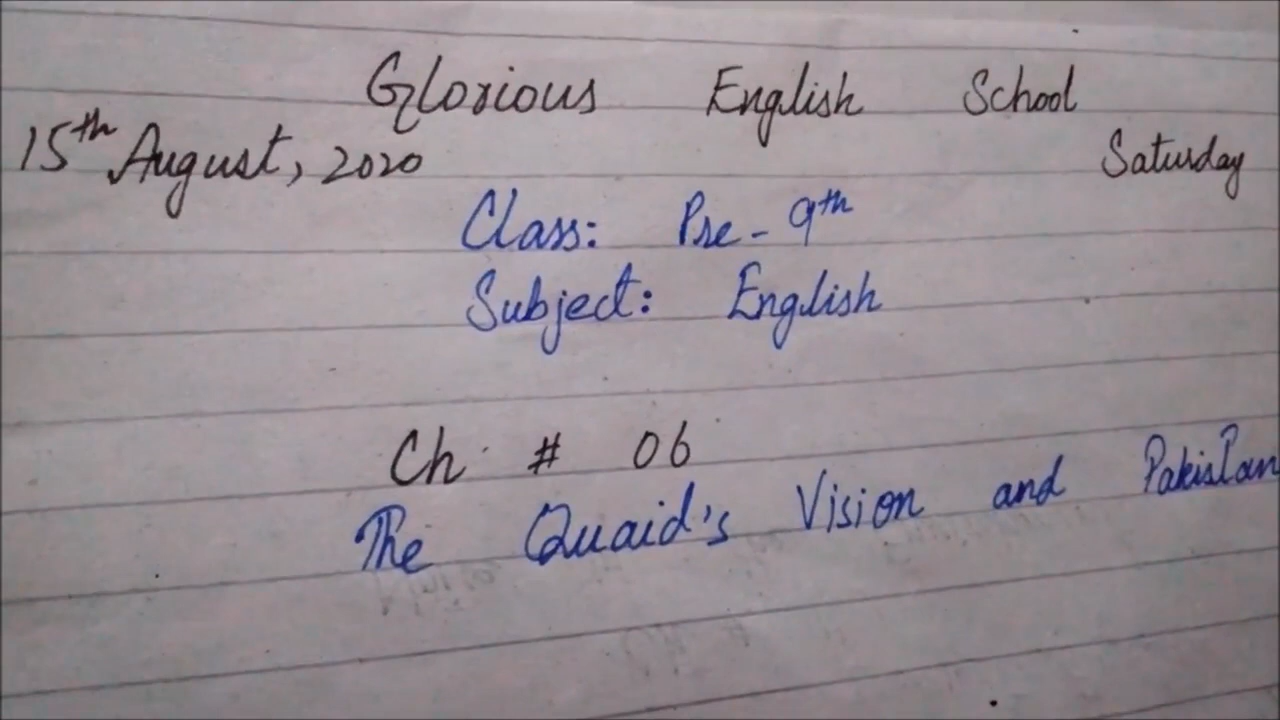 Glorious English School
15th August, 2020 Saturday
Class: Pre-9th
Subject: English
Ch # 06
The Quaid's Vision and Pakistan